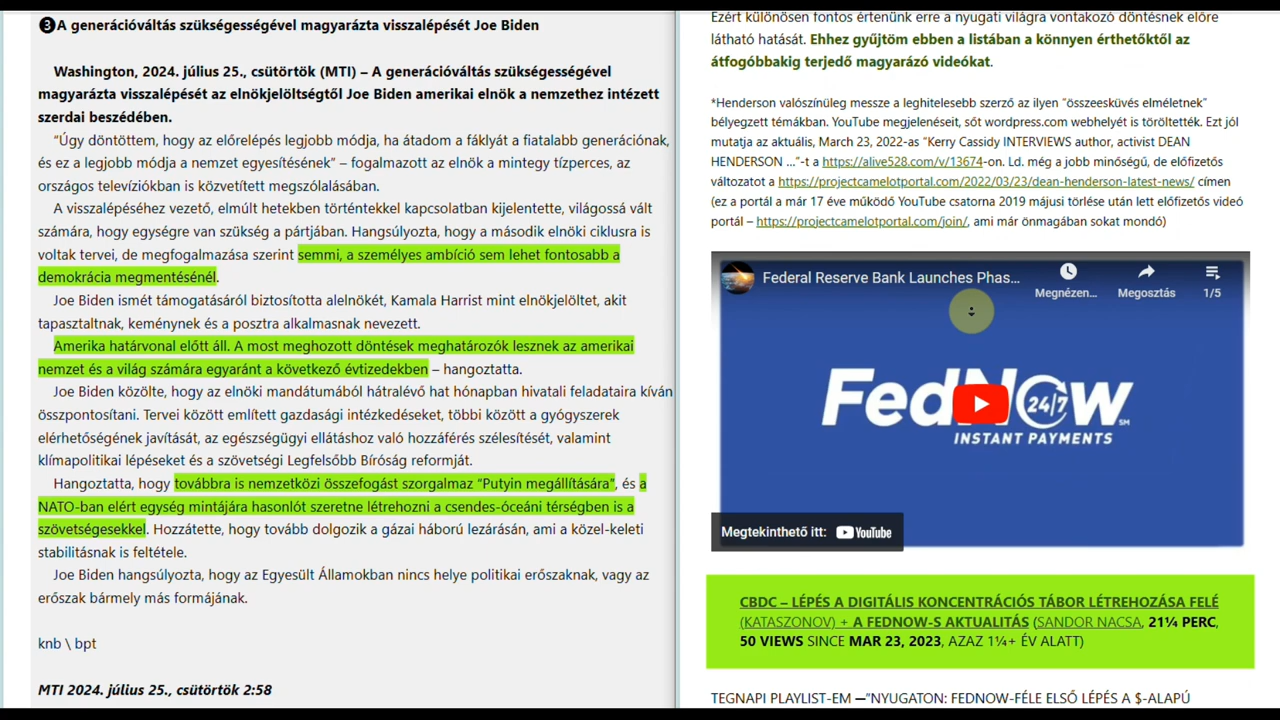 ❸A generációváltás szükségességével magyarázta visszalépését Joe Biden
Washington, 2024. július 25., csütörtök (MTI) – A generációváltás szükségességével
magyarázta visszalépését az elnökjelöltségtől Joe Biden amerikai elnök a nemzethez intézett
szerdai beszédében.
"Úgy döntöttem, hogy az előrelépés legjobb módja, ha átadom a fáklyát a fiatalabb generációnak,
és ez a legjobb módja a nemzet egyesítésének" – fogalmazott az elnök a mintegy tízperces, az
országos televíziókban is közvetített megszólalásában.
A visszalépéséhez vezető, elmúlt hetekben történtekkel kapcsolatban kijelentette, világossá vált
számára, hogy egységre van szükség a pártjában. Hangsúlyozta, hogy a második elnöki ciklusra is
voltak tervei, de megfogalmazása szerint semmi, a személyes ambíció sem lehet fontosabb a
demokrácia megmentésénél.
Joe Biden ismét támogatásáról biztosította alelnökét, Kamala Harrist mint elnökjelöltet, akit
tapasztaltnak, keménynek és a posztra alkalmasnak nevezett.
Amerika határvonal előtt áll. A most meghozott döntések meghatározók lesznek az amerikai
nemzet és a világ számára egyaránt a következő évtizedekben – hangoztatta.
Joe Biden közölte, hogy az elnöki mandátumából hátralévő hat hónapban hivatali feladataira kíván
összpontosítani. Tervei között említett gazdasági intézkedéseket, többi között a gyógyszerek
elérhetőségének javítását, az egészségügyi ellátáshoz való hozzáférés szélesítését, valamint
klímapolitikai lépéseket és a szövetségi Legfelsőbb Bíróság reformját.
Hangoztatta, hogy továbbra is nemzetközi összefogást szorgalmaz "Putyin megállítására", és a
NATO-ban elért egység mintájára hasonlót szeretne létrehozni a csendes-óceáni térségben is a
szövetségesekkel. Hozzátette, hogy tovább dolgozik a gázai háború lezárásán, ami a közel-keleti
stabilitásnak is feltétele.
Joe Biden hangsúlyozta, hogy az Egyesült Államokban nincs helye politikai erőszaknak, vagy az
erőszak bármely más formájának.
knb \ bpt
MTI 2024. július 25., csütörtök 2:58
Ezért különösen fontos értenünk erre a nyugati világra vontakozó döntésnek előre
látható hatását. Ehhez gyűjtöm ebben a listában a könnyen érthetőktől az
átfogóbbakig terjedő magyarázó videókat.
*Henderson valószínüleg messze a leghitelesebb szerző az ilyen "összeesküvés elméletnek"
bélyegzett témákban. YouTube megjelenéseit, sőt wordpress.com webhelyét is töröltették. Ezt jól
mutatja az aktuális, March 23, 2022-as "Kerry Cassidy INTERVIEWS author, activist DEAN
HENDERSON ..."-t a https://alive528.com/v/13674-on. Ld. még a jobb minőségű, de előfizetős
változatot a https://projectcamelotportal.com/2022/03/23/dean-henderson-latest-news/ címen
(ez a portál a már 17 éve működő YouTube csatorna 2019 májusi törlése után lett előfizetős videó
portál – https://projectcamelotportal.com/join/, ami már önmagában sokat mondó)
Federal Reserve Bank Launches Phas...
Megnézen...
Megosztás
1/5
FedNow 24/7 SM
INSTANT PAYMENTS
Megtekinthető itt: YouTube
CBDC – LÉPÉS A DIGITÁLIS KONCENTRÁCIÓS TÁBOR LÉTREHOZÁSA FELÉ
(KATASZONOV) + A FEDNOW-S AKTUALITÁS (SANDOR NACSA, 21¼ PERC,
50 VIEWS SINCE MAR 23, 2023, AZAZ 1¼+ ÉV ALATT)
TEGNAPI PLAYLIST-EM —"NYUGATON: FEDNOW-FÉLE ELSŐ LÉPÉS A $-ALAPÚ